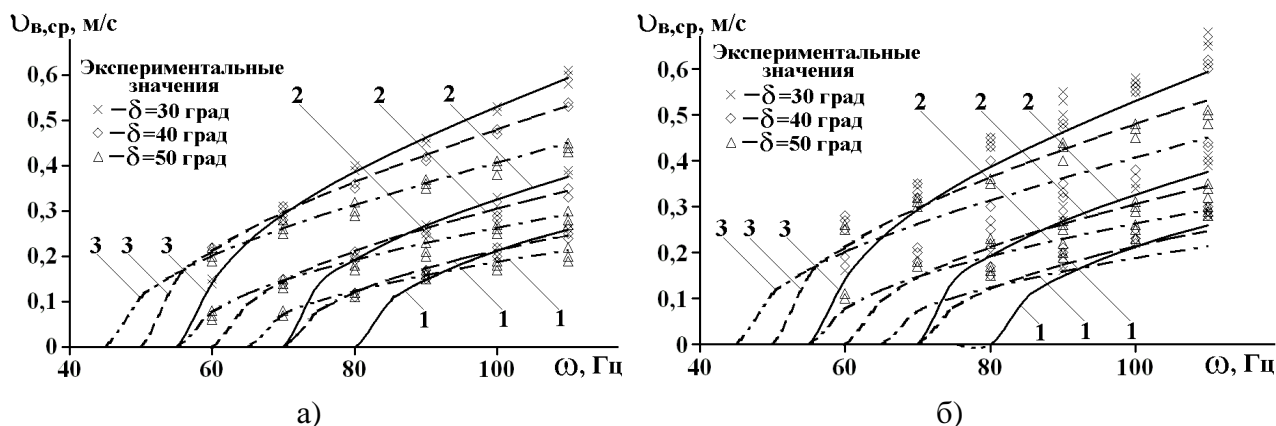 υв,ср, м/с
Экспериментальные
значения
× – δ=30 град
◇ – δ=40 град
△ – δ=50 град
0,6
0,5
0,4
0,3
0,2
0,1
0
2 2 2
3 3 3
1 1 1
40 60 80 100 ω, Гц
а)
υв,ср, м/с
Экспериментальные
значения
× – δ=30 град
◇ – δ=40 град
△ – δ=50 град
0,6
0,5
0,4
0,3
0,2
0,1
0
2 2 2
3 3 3
1 1 1
40 60 80 100 ω, Гц
б)